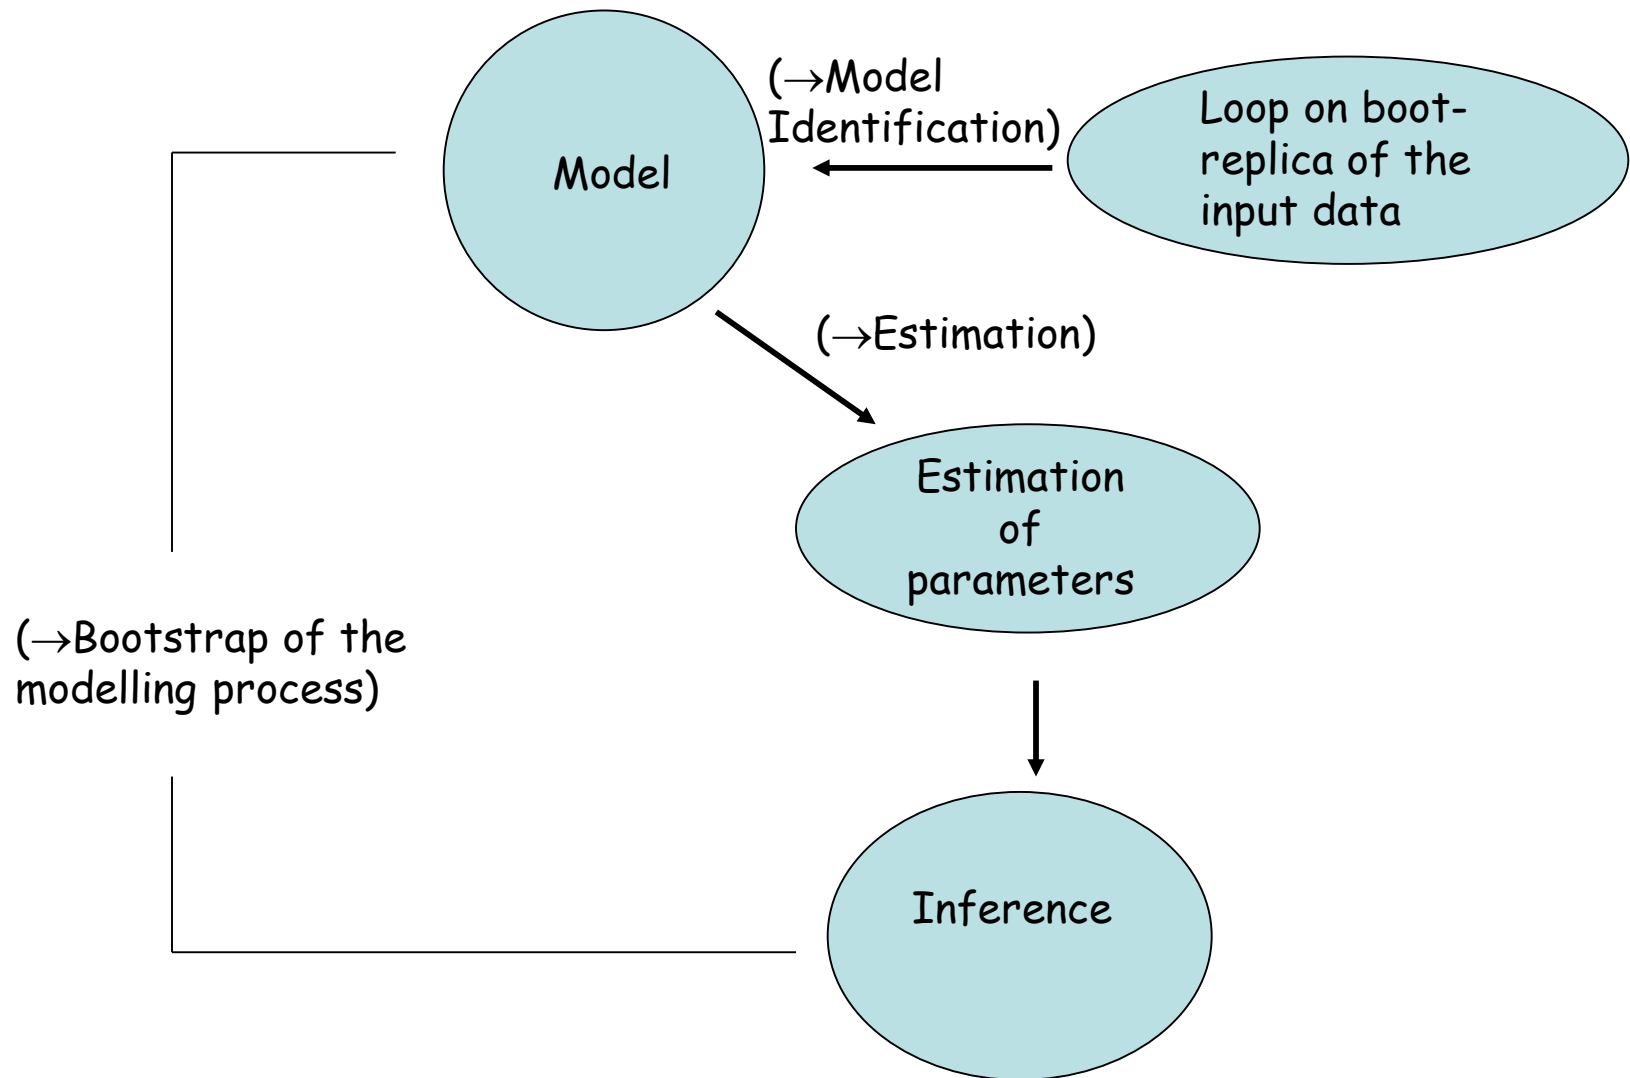 Model
(→Model
Identification)
Loop on boot-
replica of the
input data
(→Estimation)
Estimation
of
parameters
(→Bootstrap of the
modelling process)
Inference